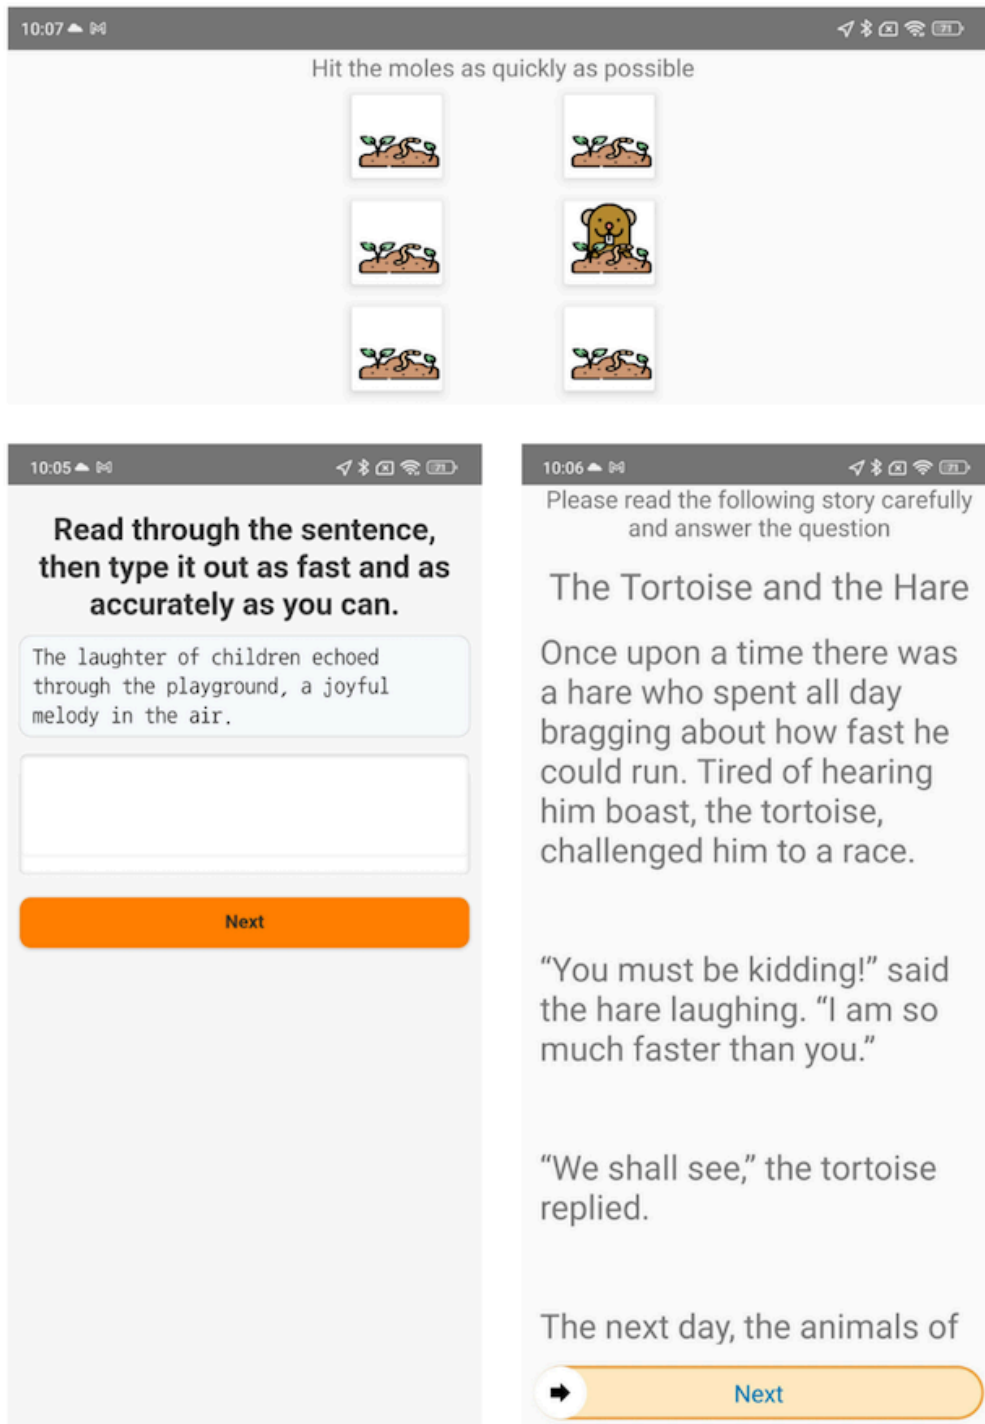 10:07
71
Hit the moles as quickly as possible
10:05
71
Read through the sentence,
then type it out as fast and as
accurately as you can.
The laughter of children echoed
through the playground, a joyful
melody in the air.
Next
10:06
71
Please read the following story carefully
and answer the question
The Tortoise and the Hare
Once upon a time there was
a hare who spent all day
bragging about how fast he
could run. Tired of hearing
him boast, the tortoise,
challenged him to a race.
“You must be kidding!” said
the hare laughing. “I am so
much faster than you.”
“We shall see,” the tortoise
replied.
The next day, the animals of
Next